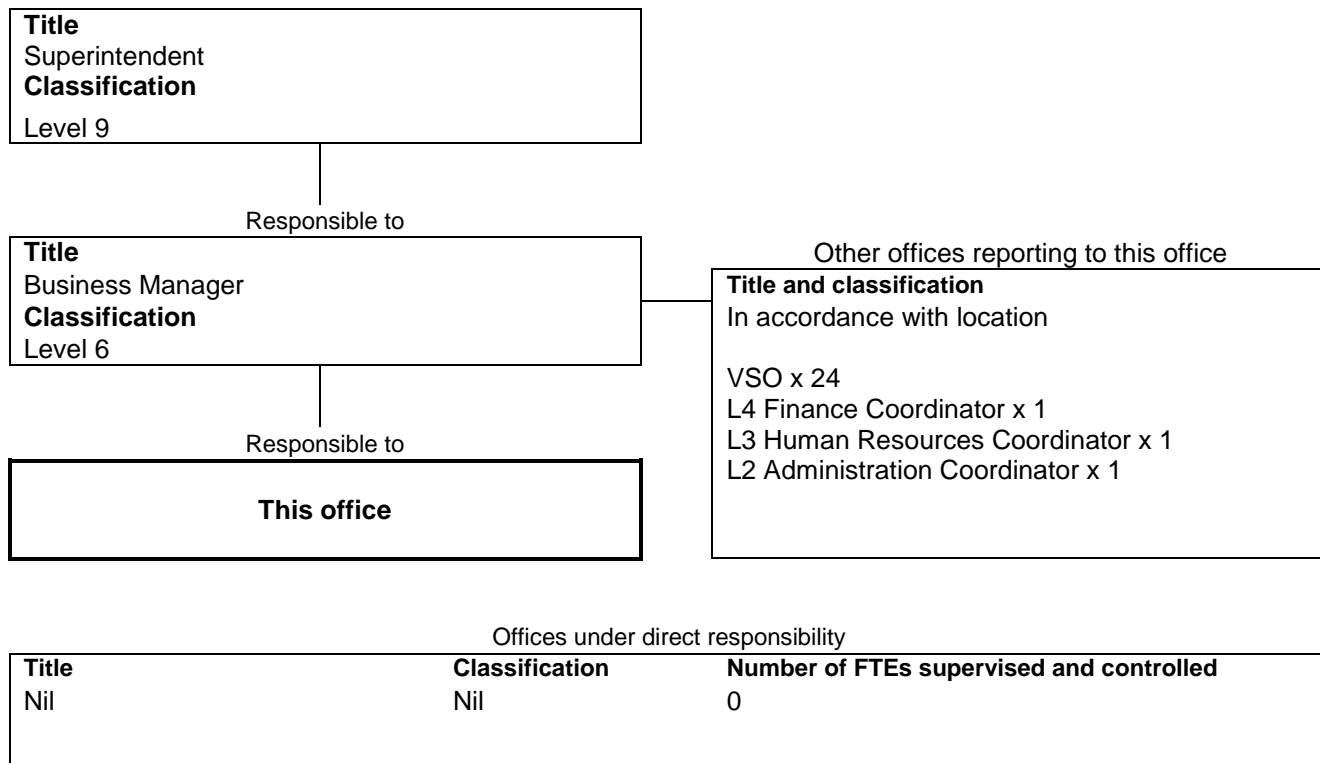 Title
Superintendent
Classification
Level 9
Responsible to
Title
Business Manager
Classification
Level 6
Other offices reporting to this office
Title and classification
In accordance with location
VSO x 24
L4 Finance Coordinator x 1
L3 Human Resources Coordinator x 1
L2 Administration Coordinator x 1
Responsible to
This office
Offices under direct responsibility
Title Classification Number of FTEs supervised and controlled
Nil Nil 0